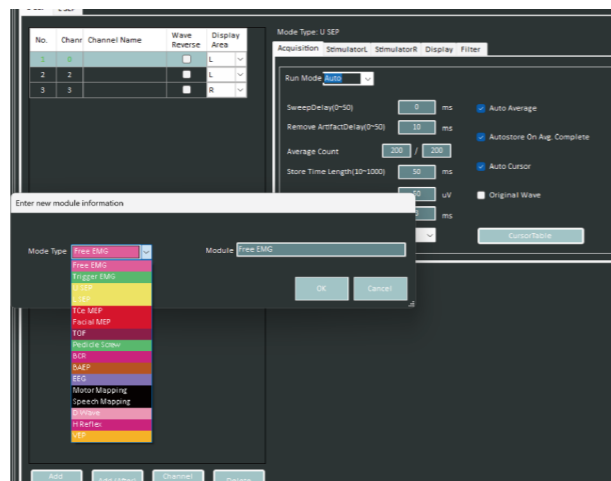 Mode Type: U SEP
No. Chanr Channel Name Wave Reverse Display Area
Acquisition StimulatorL StimulatorR Display Filter
1 0 L
2 2 L
3 3 R
Run Mode Auto
SweepDelay(0~50) 0 ms Auto Average
Remove ArtifactDelay(0~50) 10 ms
Autostore On Avg. Complete
Average Count 200 / 200
Store Time Length(10~1000) 50 ms Auto Cursor
uV Original Wave
ms
CursorTable
Enter new module information
Mode Type Free EMG Module Free EMG
Free EMG
Trigger EMG
U SEP
L SEP
TCe MEP
Facial MEP
TOF
Pedicle Screw
BCR
BAEP
EEG
Motor Mapping
Speech Mapping
D Wave
H Reflex
VEP
OK Cancel
Add Add (After) Channel Delete